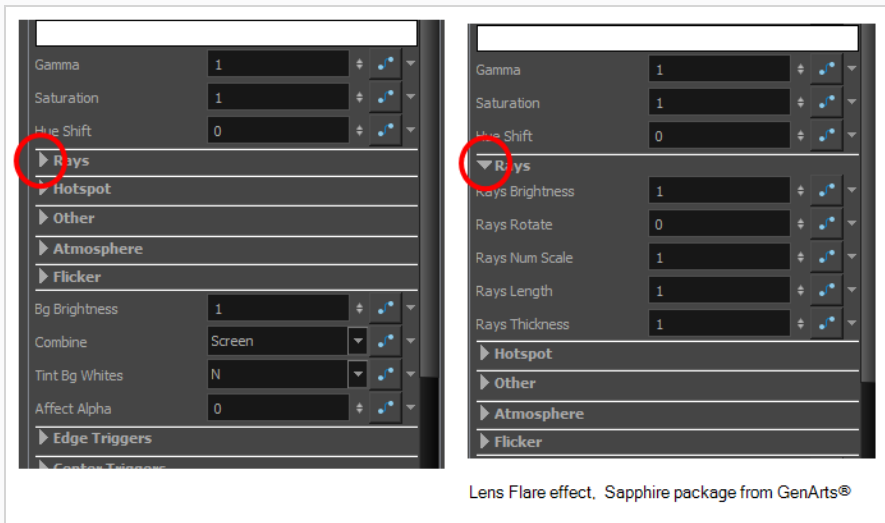 Gamma 1
Saturation 1
Hue Shift 0
Rays
Hotspot
Other
Atmosphere
Flicker
Bg Brightness 1
Combine Screen
Tint Bg Whites N
Affect Alpha 0
Edge Triggers
Center Triggers
Gamma 1
Saturation 1
Hue Shift 0
Rays
Rays Brightness 1
Rays Rotate 0
Rays Num Scale 1
Rays Length 1
Rays Thickness 1
Hotspot
Other
Atmosphere
Flicker
Lens Flare effect, Sapphire package from GenArts®